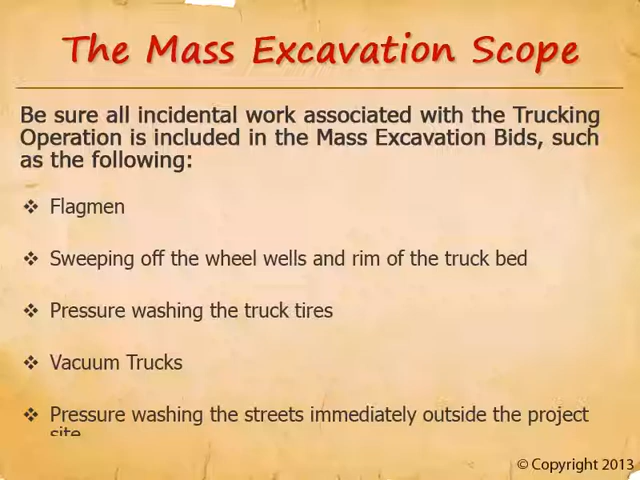 The Mass Excavation Scope
Be sure all incidental work associated with the Trucking
Operation is included in the Mass Excavation Bids, such
as the following:
❖ Flagmen
❖ Sweeping off the wheel wells and rim of the truck bed
❖ Pressure washing the truck tires
❖ Vacuum Trucks
❖ Pressure washing the streets immediately outside the project
site
© Copyright 2013